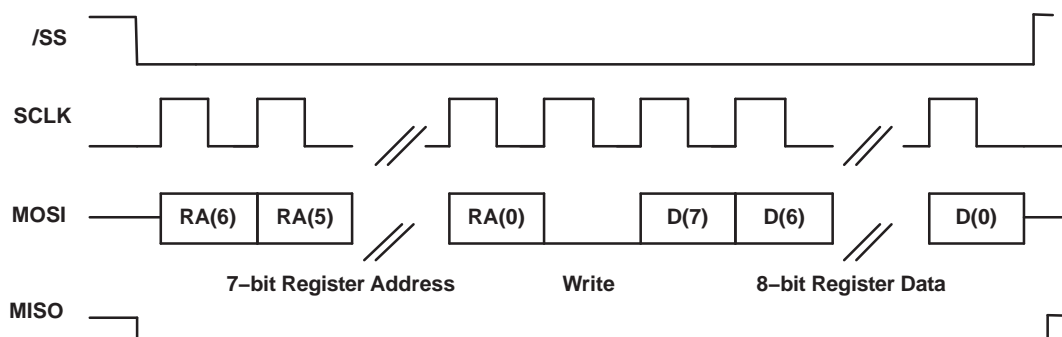 /SS
SCLK
MOSI RA(6) RA(5) RA(0) D(7) D(6) D(0)
7−bit Register Address Write 8−bit Register Data
MISO